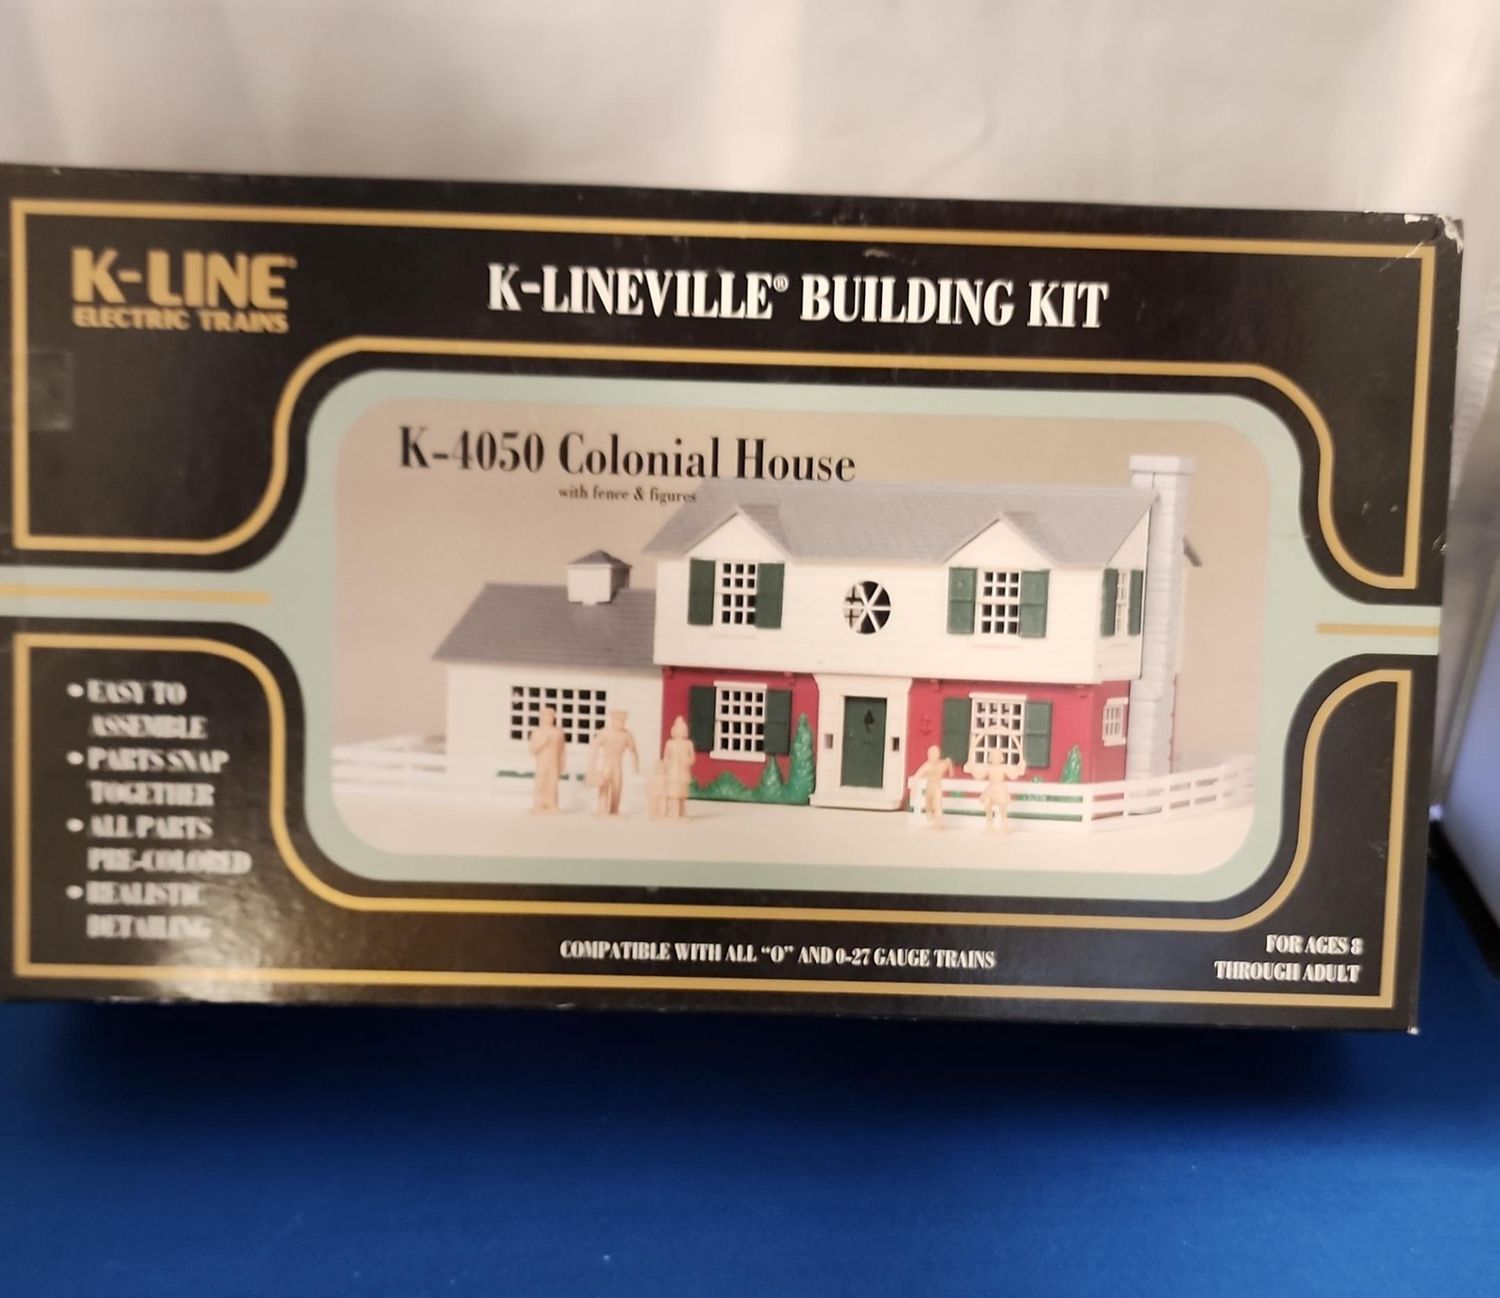 K-LINE
ELECTRIC TRAINS
K-LINEVILLE® BUILDING KIT
K-4050 Colonial House
with fence & figures
• EASY TO
ASSEMBLE
• PARTS SNAP
TOGETHER
• ALL PARTS
PRE-COLORED
• REALISTIC
DETAILING
COMPATIBLE WITH ALL "O" AND 0-27 GAUGE TRAINS
FOR AGES 8
THROUGH ADULT